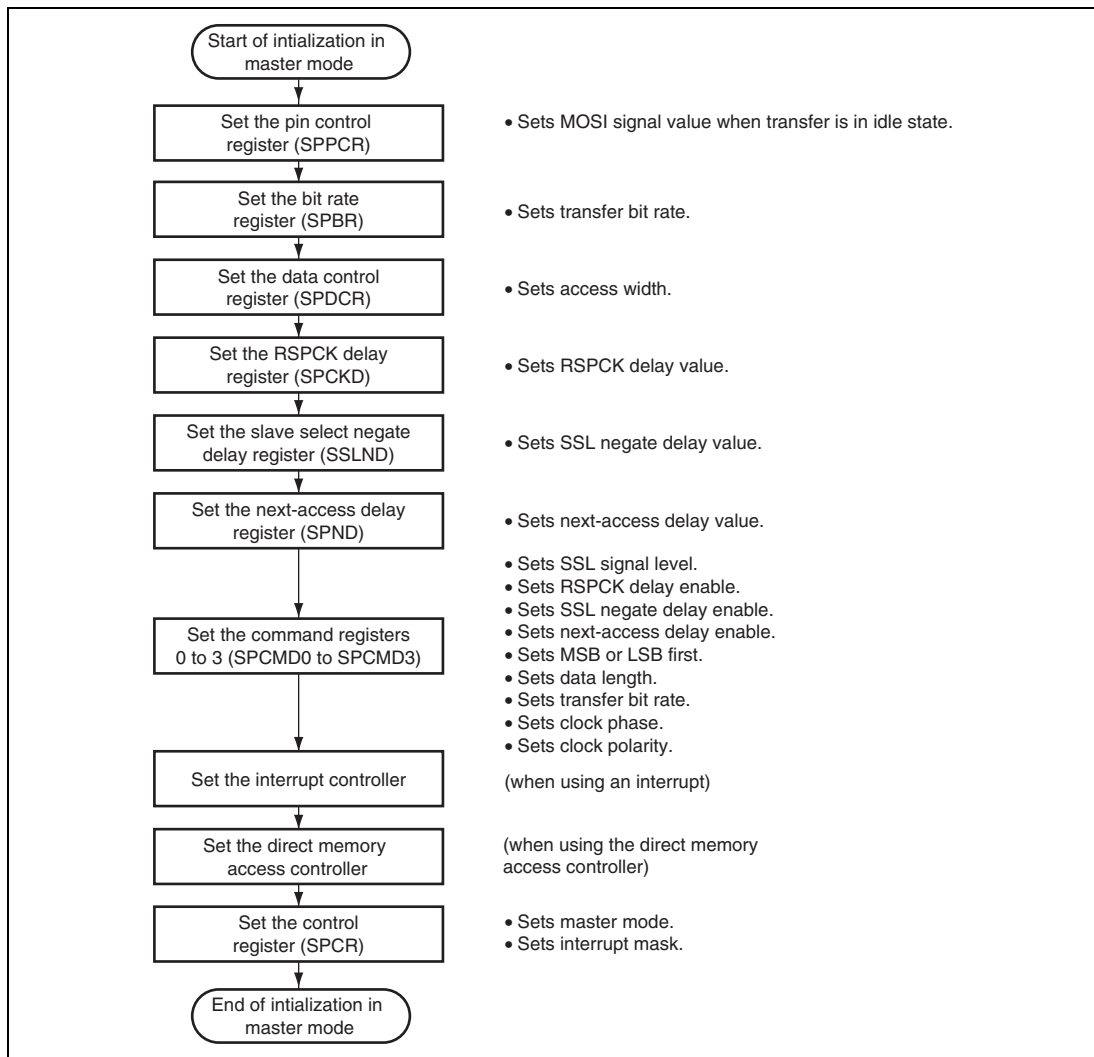 Start of intialization in
master mode
Set the pin control
register (SPPCR)
• Sets MOSI signal value when transfer is in idle state.
Set the bit rate
register (SPBR)
• Sets transfer bit rate.
Set the data control
register (SPDCR)
• Sets access width.
Set the RSPCK delay
register (SPCKD)
• Sets RSPCK delay value.
Set the slave select negate
delay register (SSLND)
• Sets SSL negate delay value.
Set the next-access delay
register (SPND)
• Sets next-access delay value.
Set the command registers
0 to 3 (SPCMD0 to SPCMD3)
• Sets SSL signal level.
• Sets RSPCK delay enable.
• Sets SSL negate delay enable.
• Sets next-access delay enable.
• Sets MSB or LSB first.
• Sets data length.
• Sets transfer bit rate.
• Sets clock phase.
• Sets clock polarity.
Set the interrupt controller
(when using an interrupt)
Set the direct memory
access controller
(when using the direct memory
access controller)
Set the control
register (SPCR)
• Sets master mode.
• Sets interrupt mask.
End of intialization in
master mode